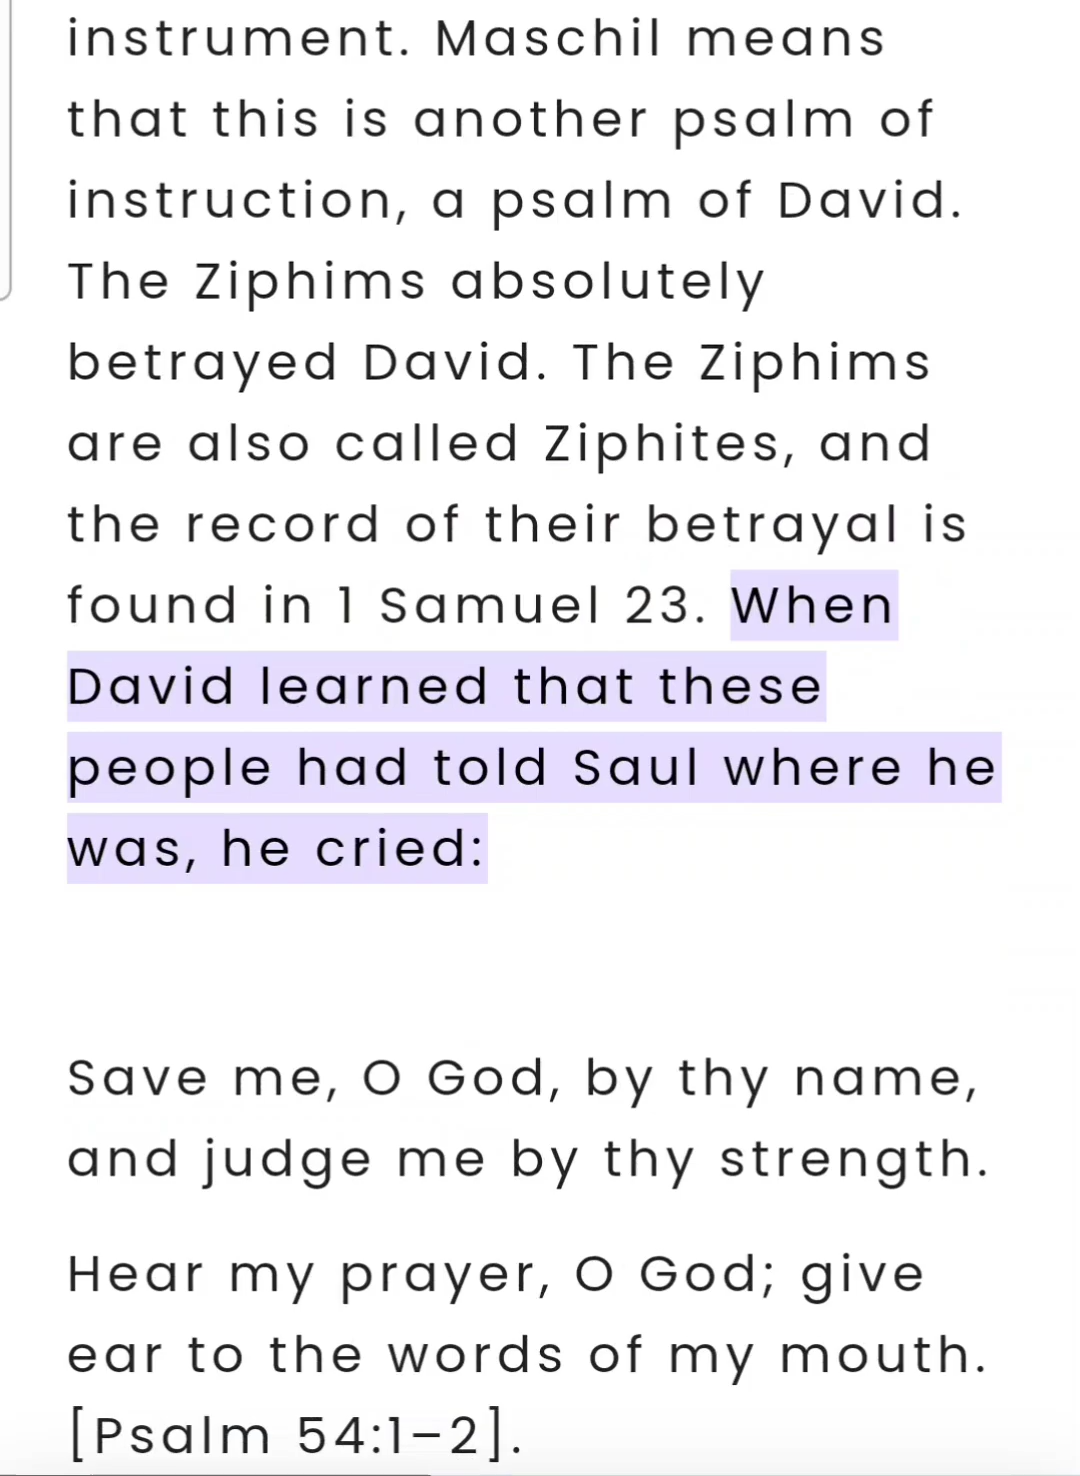 instrument. Maschil means
that this is another psalm of
instruction, a psalm of David.
The Ziphims absolutely
betrayed David. The Ziphims
are also called Ziphites, and
the record of their betrayal is
found in 1 Samuel 23. When
David learned that these
people had told Saul where he
was, he cried:
Save me, O God, by thy name,
and judge me by thy strength.
Hear my prayer, O God; give
ear to the words of my mouth.
[Psalm 54:1–2].